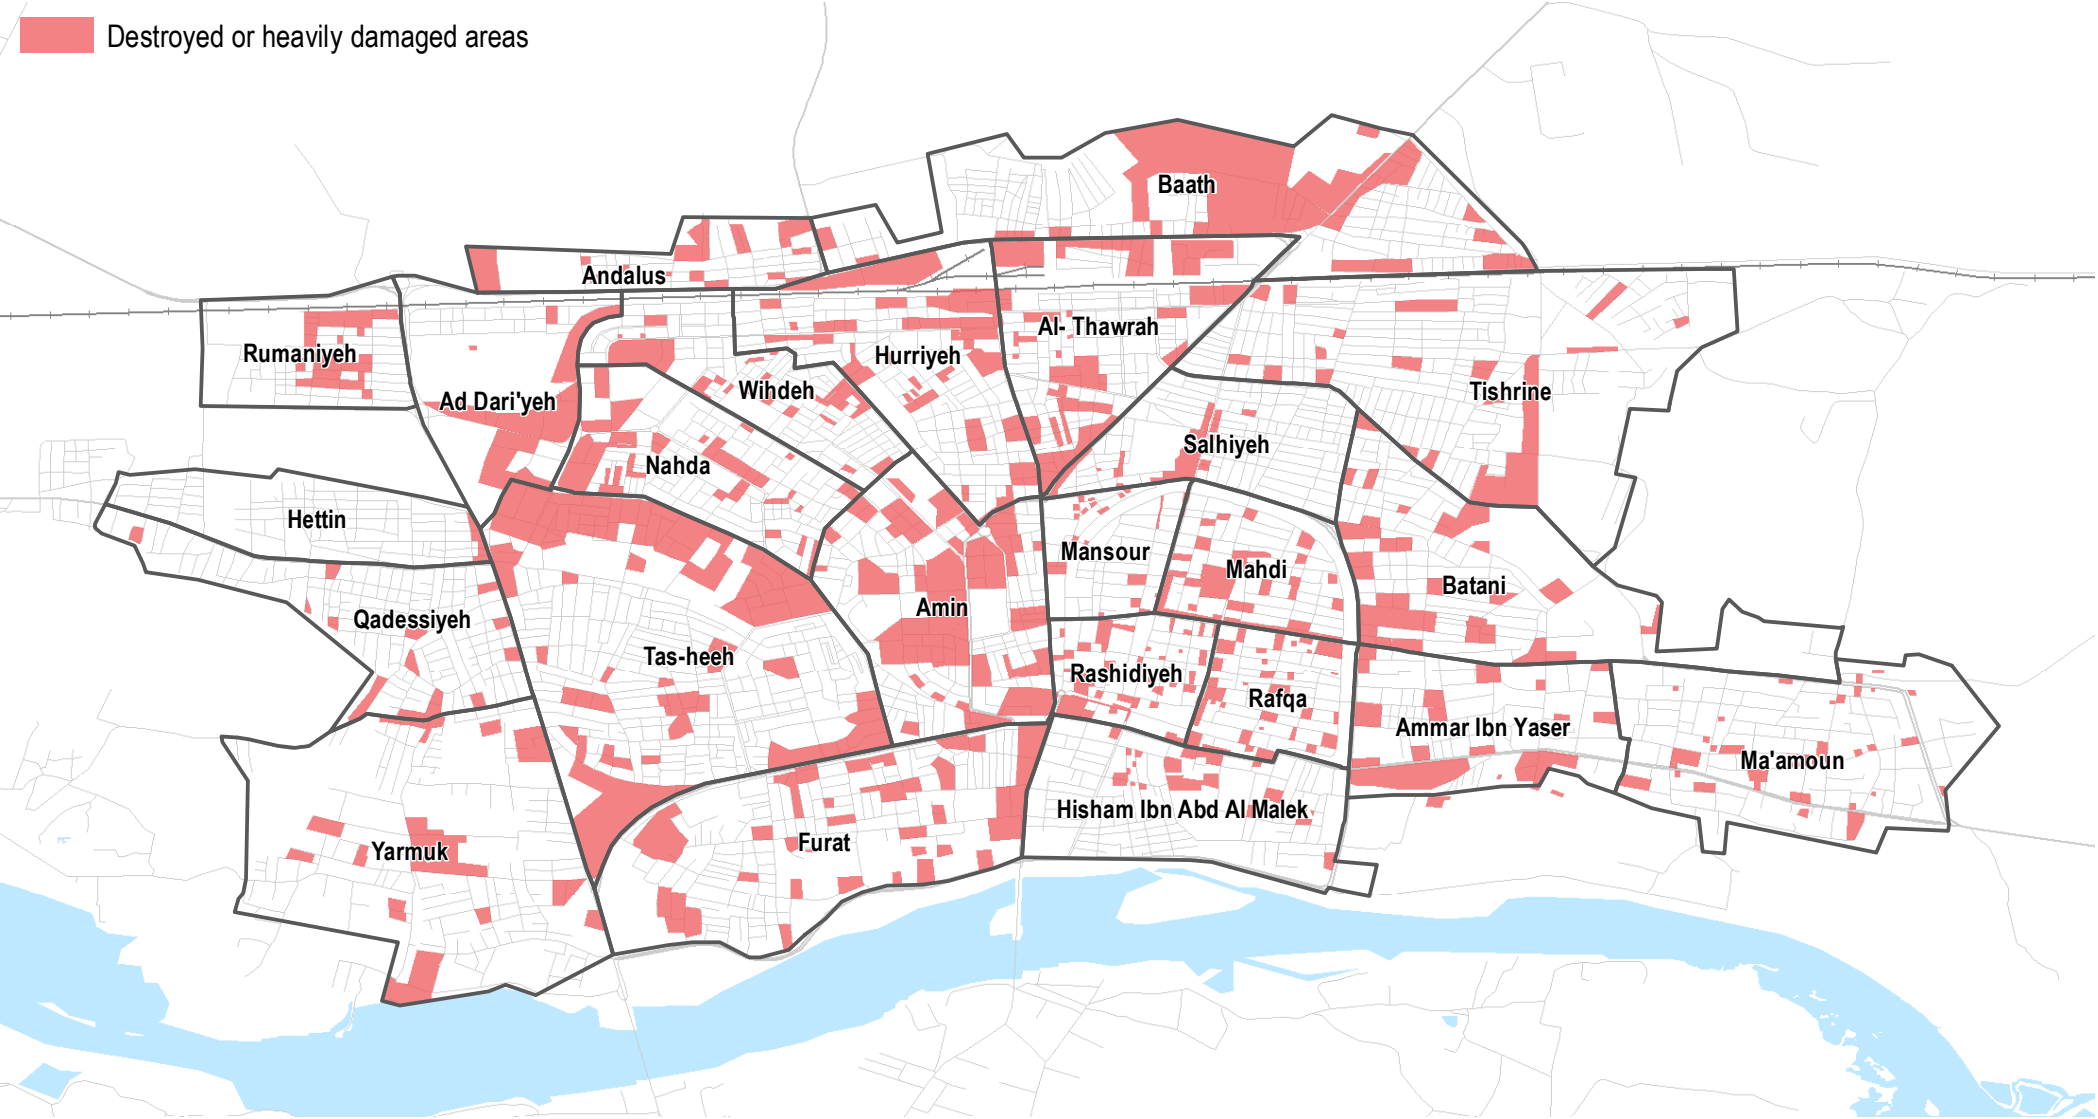 Destroyed or heavily damaged areas
Baath
Andalus
Al- Thawrah
Rumaniyeh
Hurriyeh
Wihdeh
Tishrine
Ad Dari'yeh
Salhiyeh
Nahda
Hettin
Mansour
Mahdi
Batani
Amin
Qadessiyeh
Tas-heeh
Rashidiyeh
Rafqa
Ammar Ibn Yaser
Ma'amoun
Hisham Ibn Abd Al Malek
Furat
Yarmuk